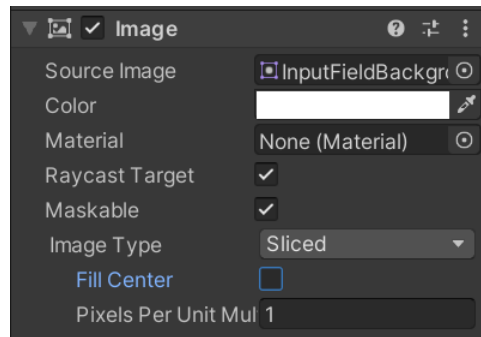 Image
Source Image InputFieldBackgr
Color
Material None (Material)
Raycast Target
Maskable
Image Type Sliced
Fill Center
Pixels Per Unit Mul 1